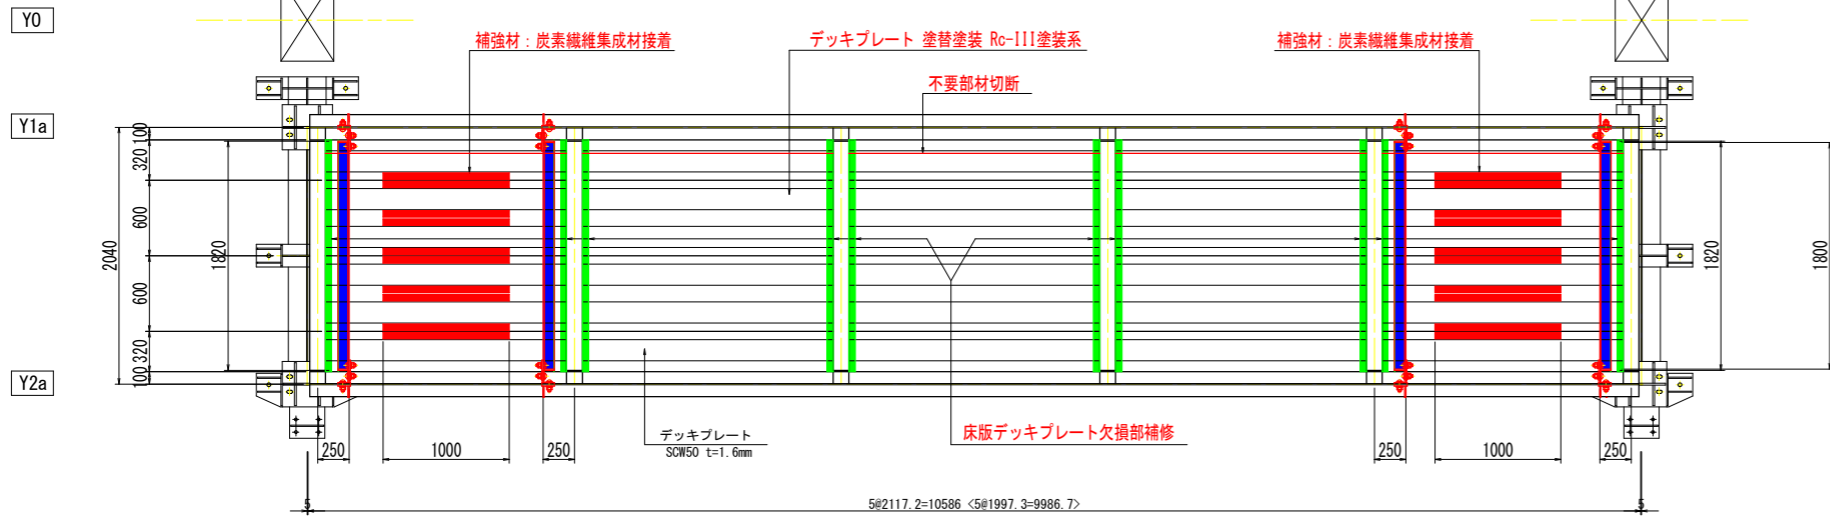 Y0
補強材：炭素繊維集成材接着
デッキプレート 塗替塗装 Rc-III塗装系
補強材：炭素繊維集成材接着
不要部材切断
Y1a
100
320
600
2040
1820
600
320
100
1820
1800
Y2a
デッキプレート
SCW50 t=1.6mm
床版デッキプレート欠損部補修
250
1000
250
250
1000
250
5
5@2117.2=10586 <5@1997.3=9986.7>
5